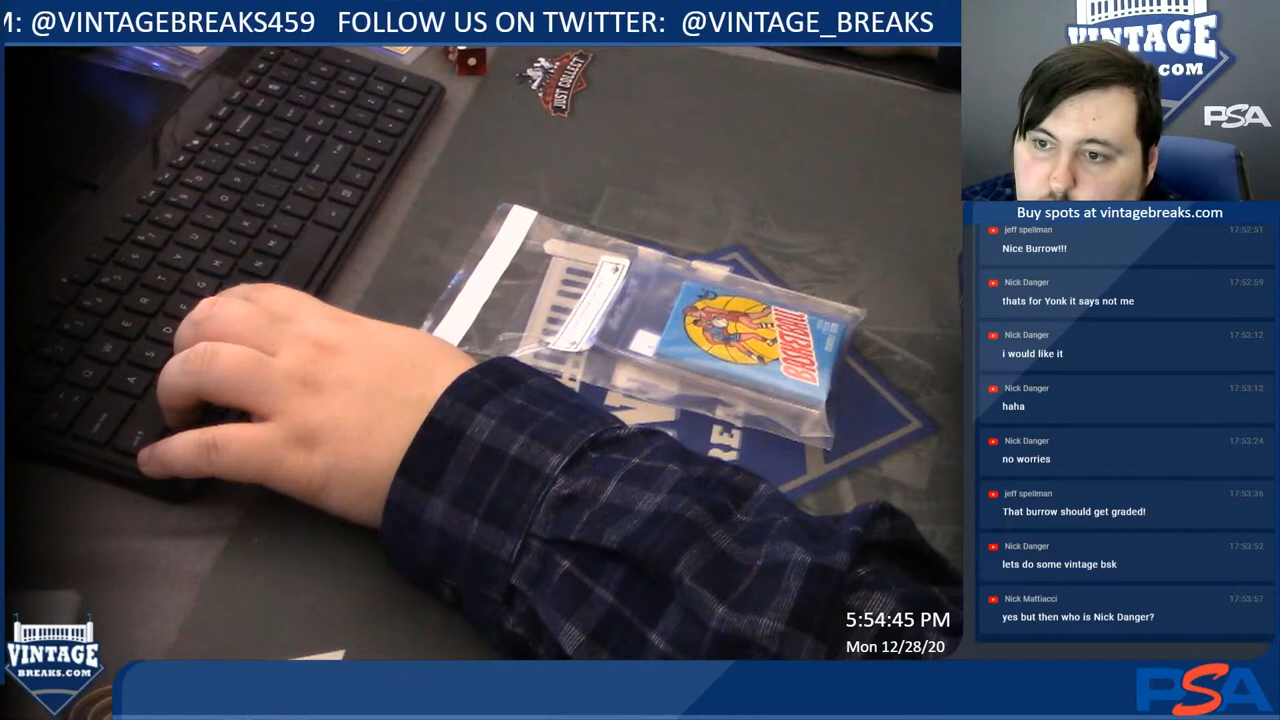 M: @VINTAGEBREAKS459 FOLLOW US ON TWITTER: @VINTAGE_BREAKS
JUST COLLECT
VINTAGE
.COM
PSA
Buy spots at vintagebreaks.com
jeff spellman 17:52:51
Nice Burrow!!!
Nick Danger 17:52:59
thats for Yonk it says not me
Nick Danger 17:53:12
i would like it
Nick Danger 17:53:12
haha
Nick Danger 17:53:24
no worries
jeff spellman 17:53:36
That burrow should get graded!
Nick Danger 17:53:52
lets do some vintage bsk
Nick Mattiacci 17:53:57
yes but then who is Nick Danger?
BASKETBALL
BRE
5:54:45 PM
Mon 12/28/20
VINTAGE
BREAKS.COM
PSA